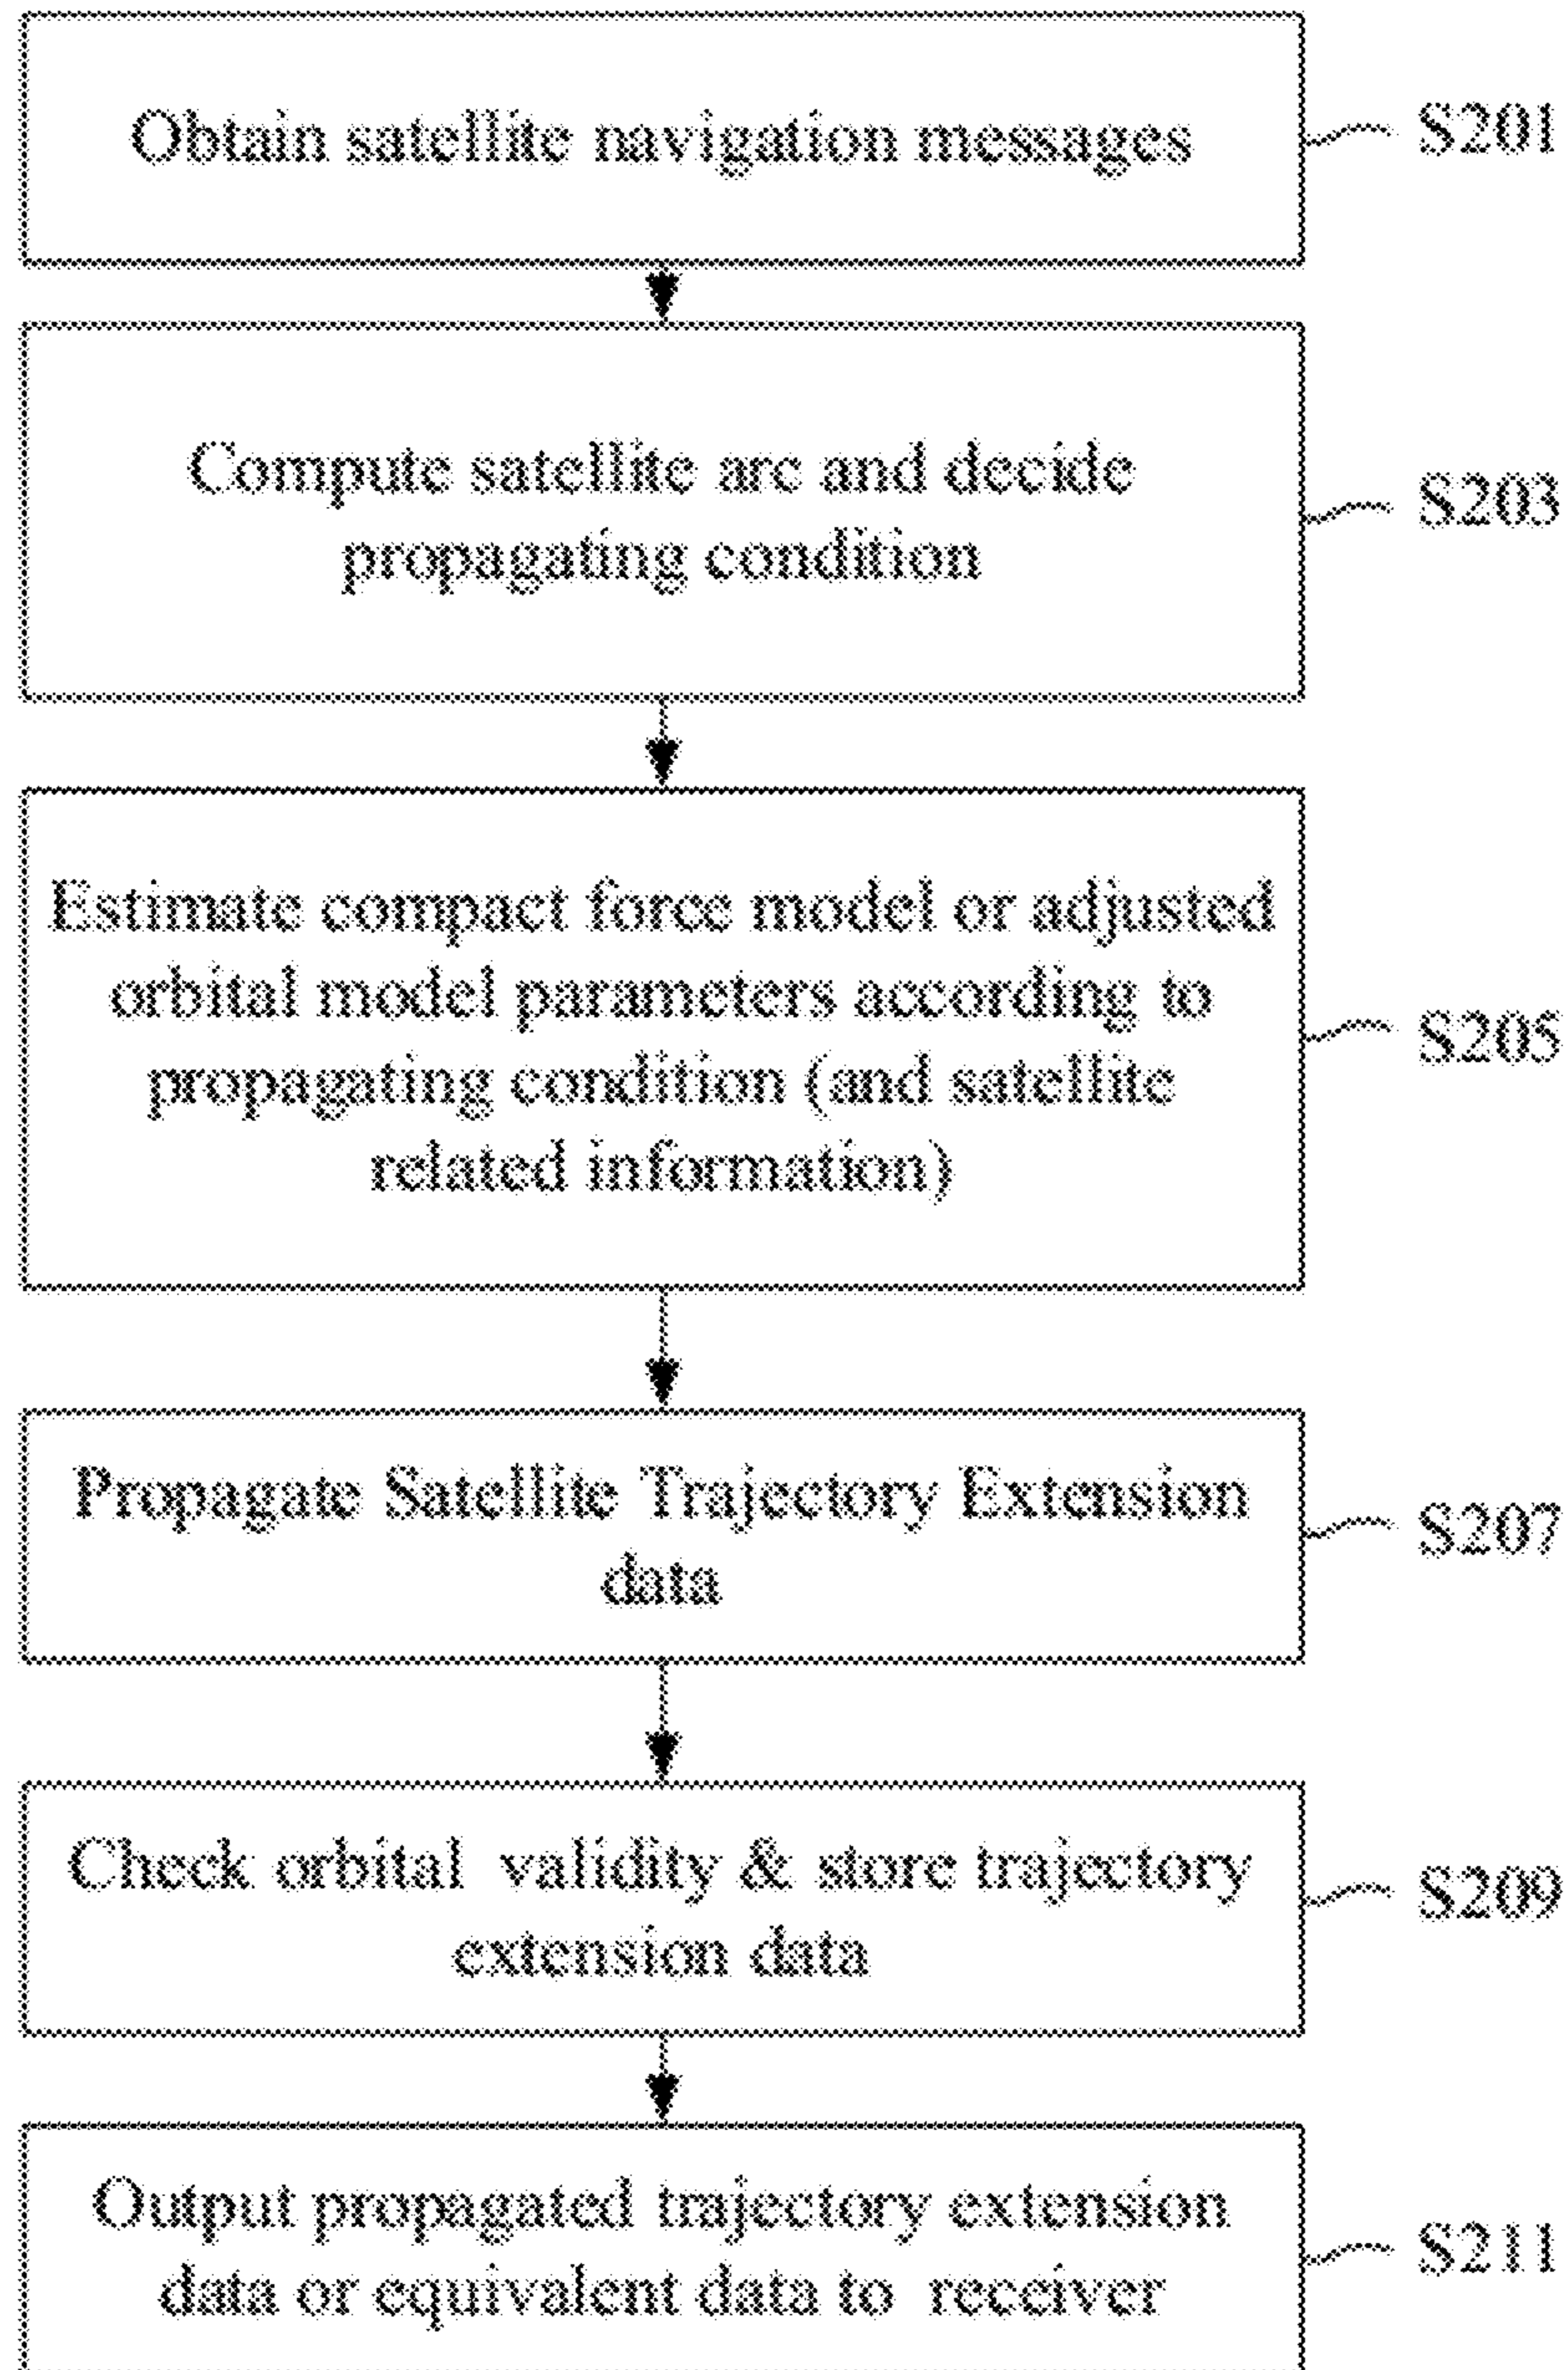 Obtain satellite navigation messages
S201
Compute satellite arc and decide
propagating condition
S203
Estimate compact force model or adjusted
orbital model parameters according to
propagating condition (and satellite
related information)
S205
Propagate Satellite Trajectory Extension
data
S207
Check orbital validity & store trajectory
extension data
S209
Output propagated trajectory extension
data or equivalent data to receiver
S211